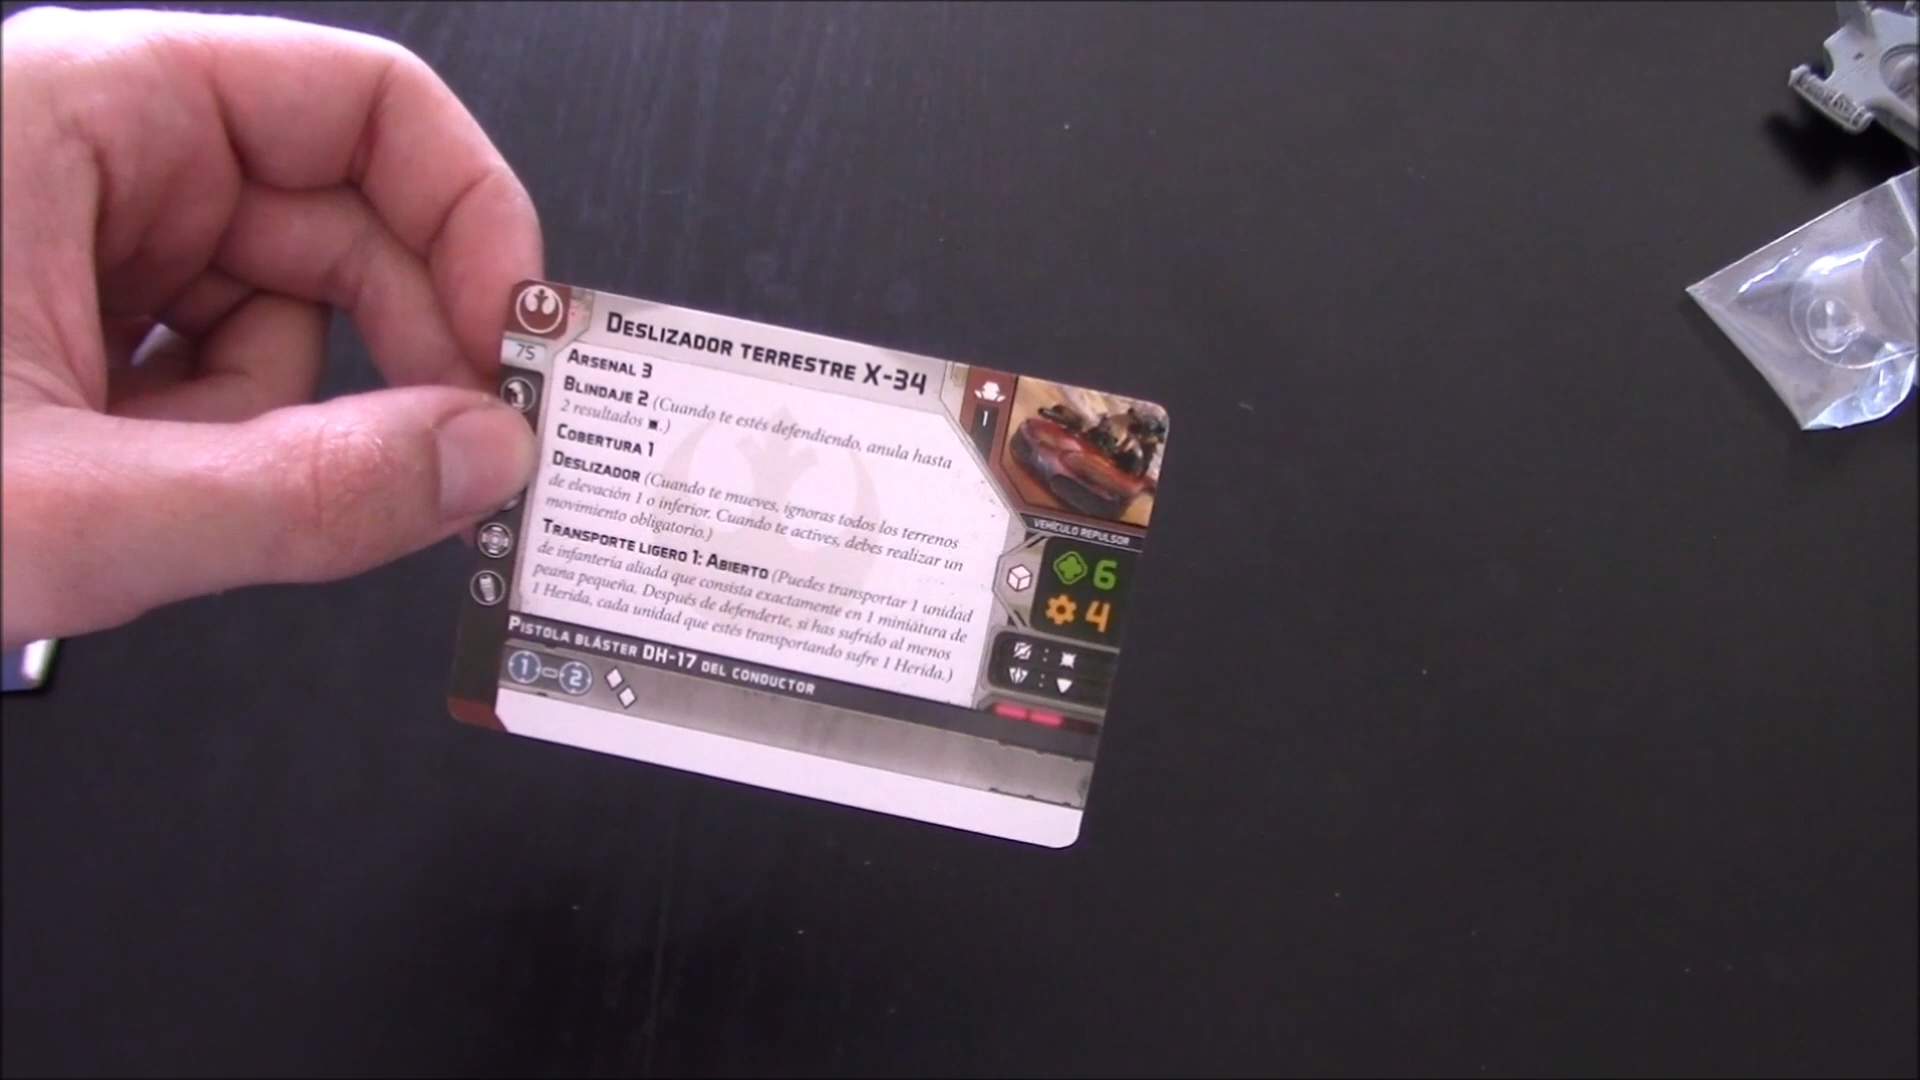 Deslizador terrestre X-34
75
Arsenal 3
Blindaje 2 (Cuando te estés defendiendo, anula hasta
2 resultados .)
Cobertura 1
Deslizador (Cuando te mueves, ignoras todos los terrenos
de elevación 1 o inferior. Cuando te actives, debes realizar un
movimiento obligatorio.)
Transporte ligero 1: Abierto (Puedes transportar 1 unidad
de infantería aliada que consista exactamente en 1 miniatura de
peana pequeña. Después de defenderte, si has sufrido al menos
1 Herida, cada unidad que estés transportando sufre 1 Herida.)
1
Vehículo repulsor
6
4
Pistola bláster DH-17 del conductor
1 – 2